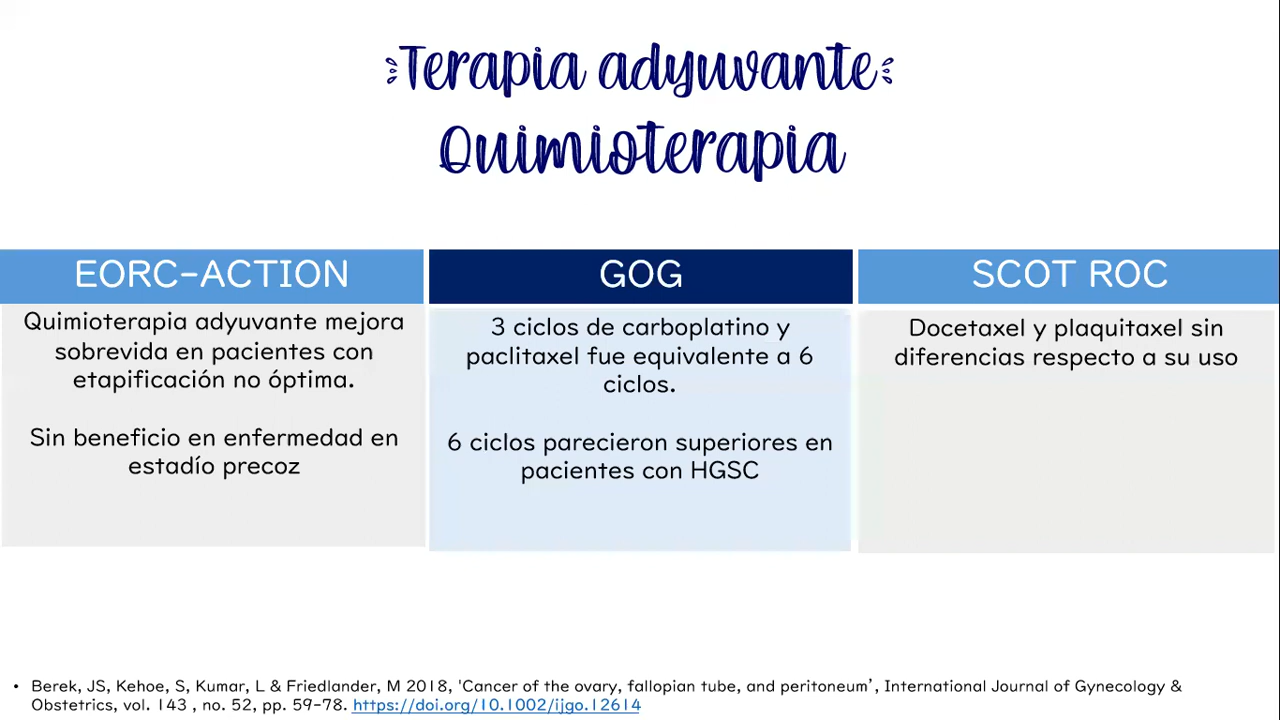 Terapia adyuvante
Quimioterapia
EORC-ACTION
Quimioterapia adyuvante mejora
sobrevida en pacientes con
etapificación no óptima.
Sin beneficio en enfermedad en
estadío precoz
GOG
3 ciclos de carboplatino y
paclitaxel fue equivalente a 6
ciclos.
6 ciclos parecieron superiores en
pacientes con HGSC
SCOT ROC
Docetaxel y plaquitaxel sin
diferencias respecto a su uso
• Berek, JS, Kehoe, S, Kumar, L & Friedlander, M 2018, 'Cancer of the ovary, fallopian tube, and peritoneum’, International Journal of Gynecology &
Obstetrics, vol. 143 , no. 52, pp. 59-78. https://doi.org/10.1002/ijgo.12614